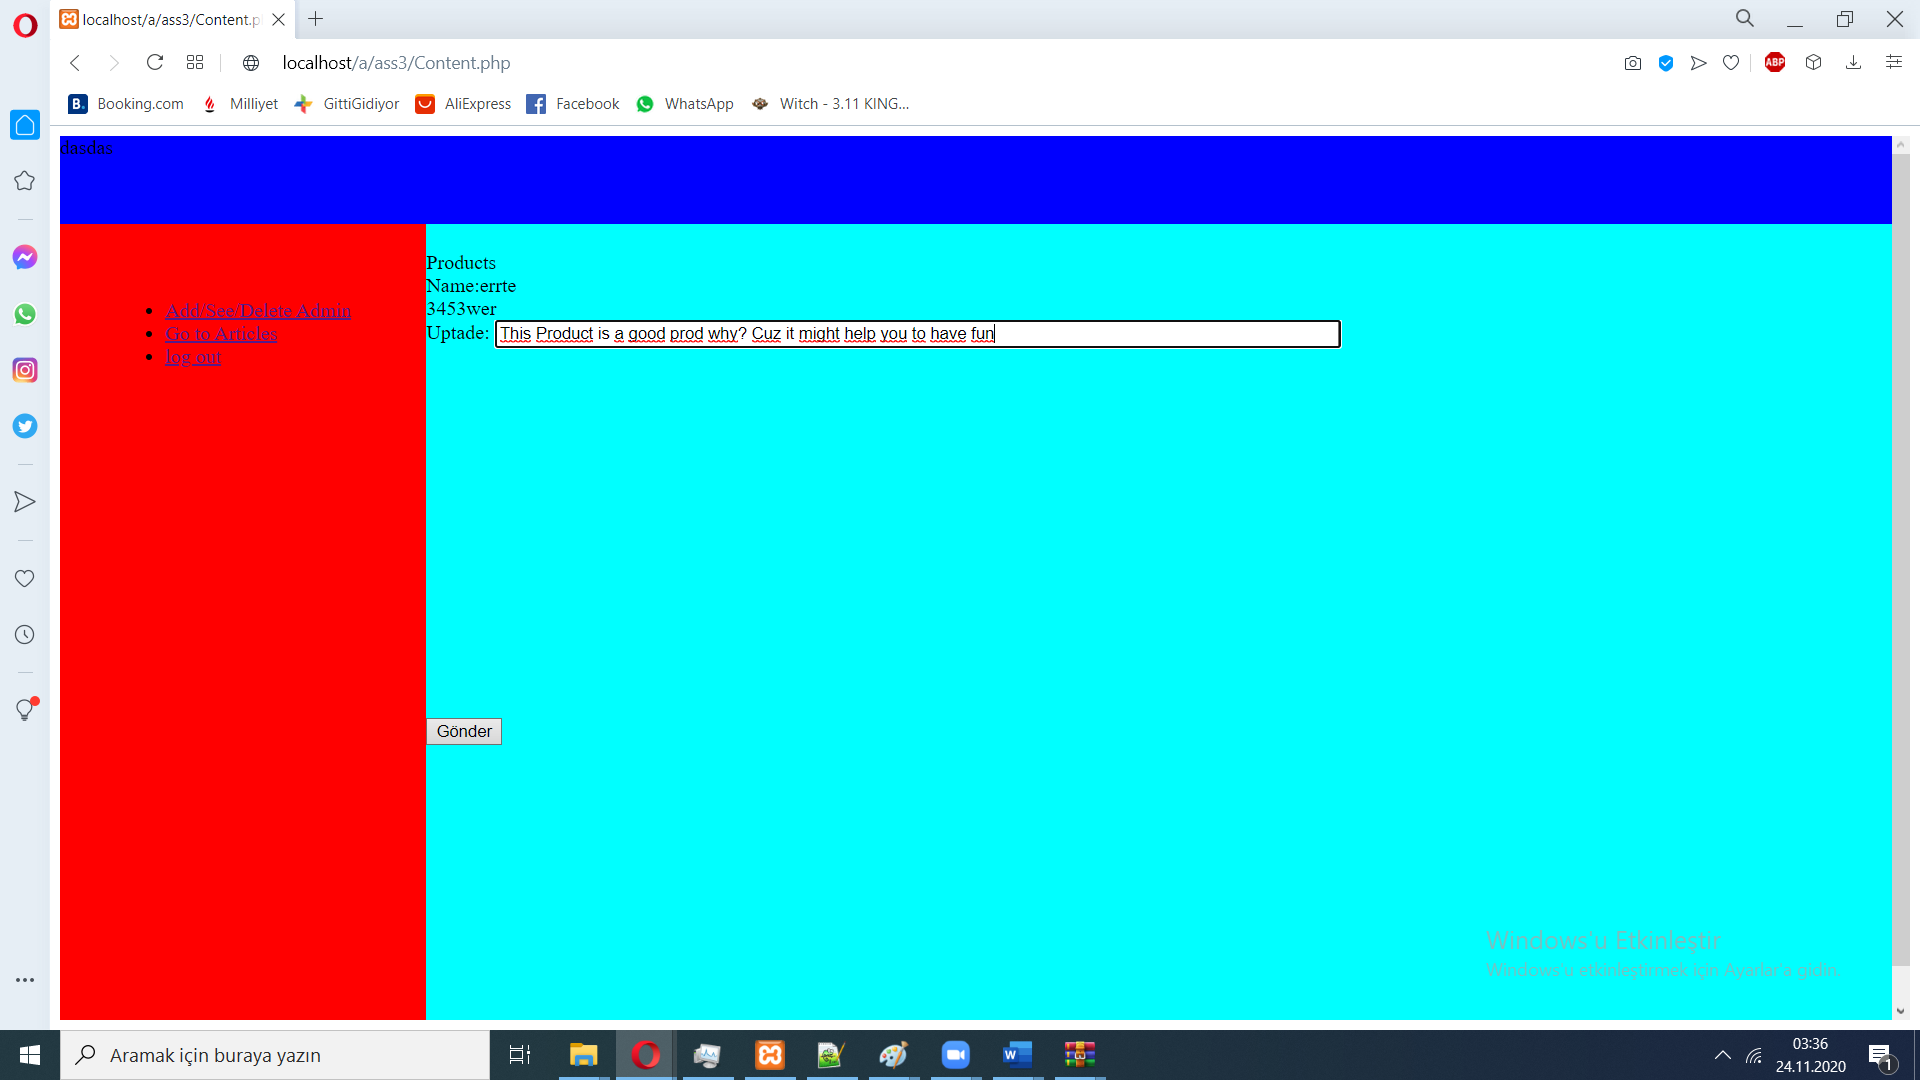 localhost/a/ass3/Content.p
localhost/a/ass3/Content.php
ABP
B. Booking.com Milliyet GittiGidiyor AliExpress Facebook WhatsApp Witch - 3.11 KING...
dasdas
Add/See/Delete Admin
Go to Articles
log out
Products
Name:errte
3453wer
Uptade: This Product is a good prod why? Cuz it might help you to have fun
Gönder
Windows'u Etkinleştir
Windows'u etkinleştirmek için Ayarlar'a gidin.
Aramak için buraya yazın
03:36
24.11.2020
1